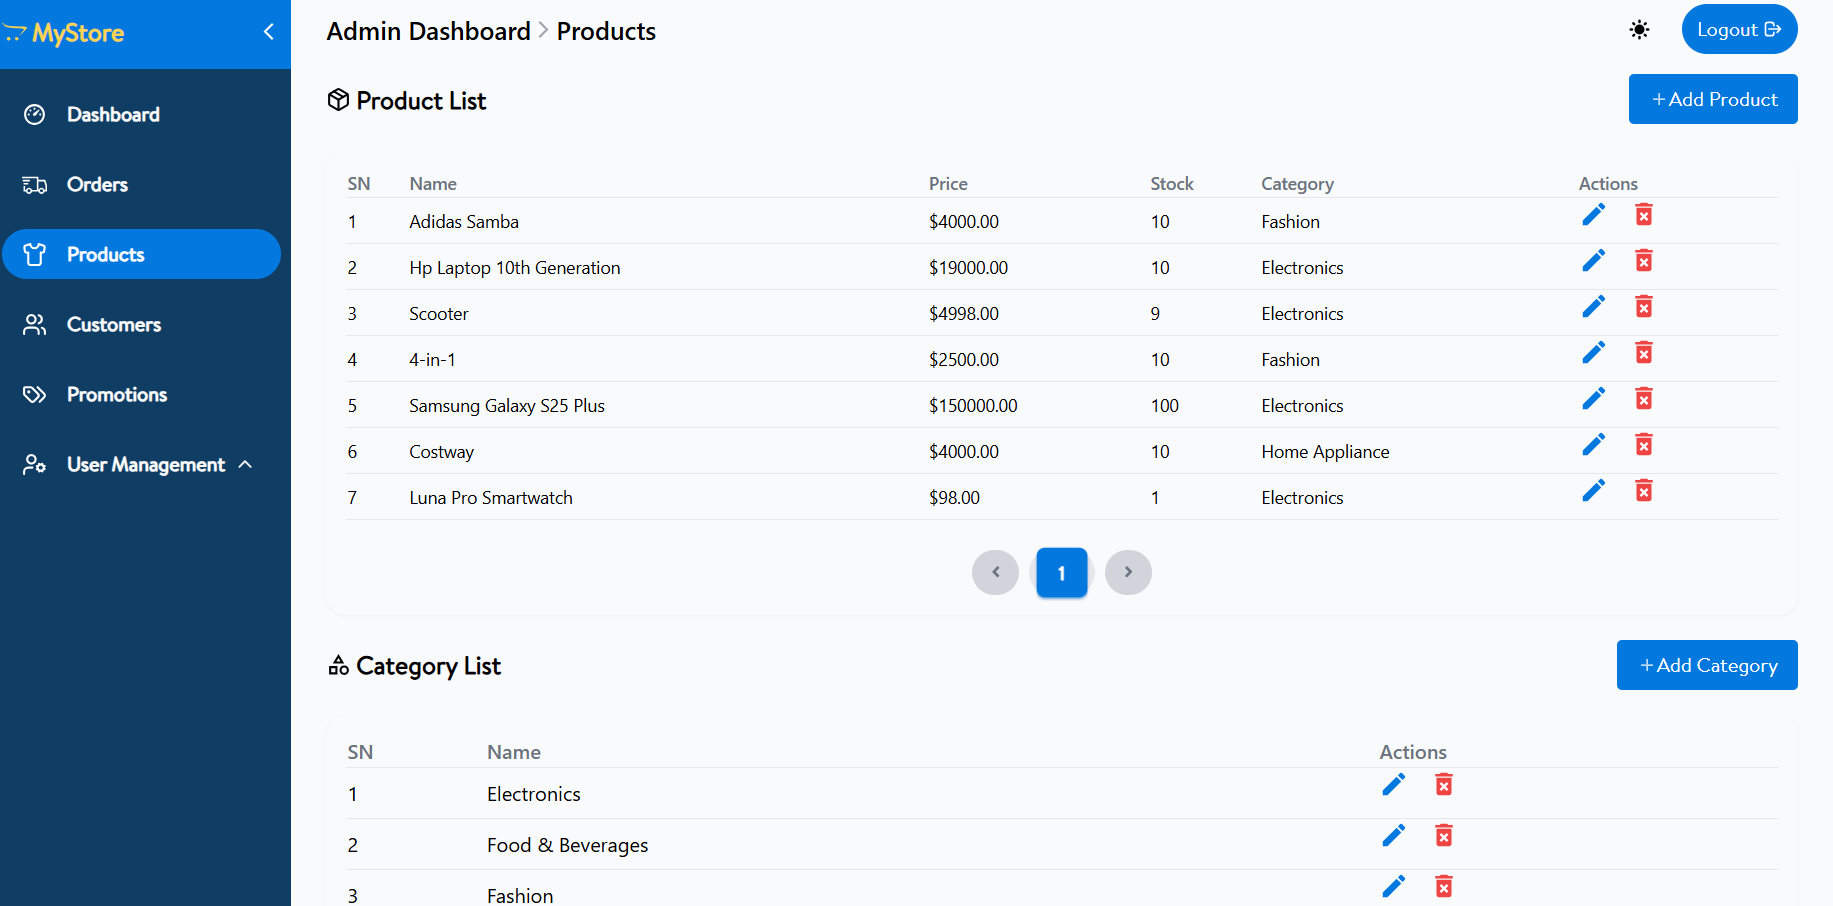 MyStore
Admin Dashboard > Products
Logout
Dashboard
Orders
Products
Customers
Promotions
User Management
Product List
+ Add Product
SN Name Price Stock Category Actions
1 Adidas Samba $4000.00 10 Fashion
2 Hp Laptop 10th Generation $19000.00 10 Electronics
3 Scooter $4998.00 9 Electronics
4 4-in-1 $2500.00 10 Fashion
5 Samsung Galaxy S25 Plus $150000.00 100 Electronics
6 Costway $4000.00 10 Home Appliance
7 Luna Pro Smartwatch $98.00 1 Electronics
1
Category List
+ Add Category
SN Name Actions
1 Electronics
2 Food & Beverages
3 Fashion